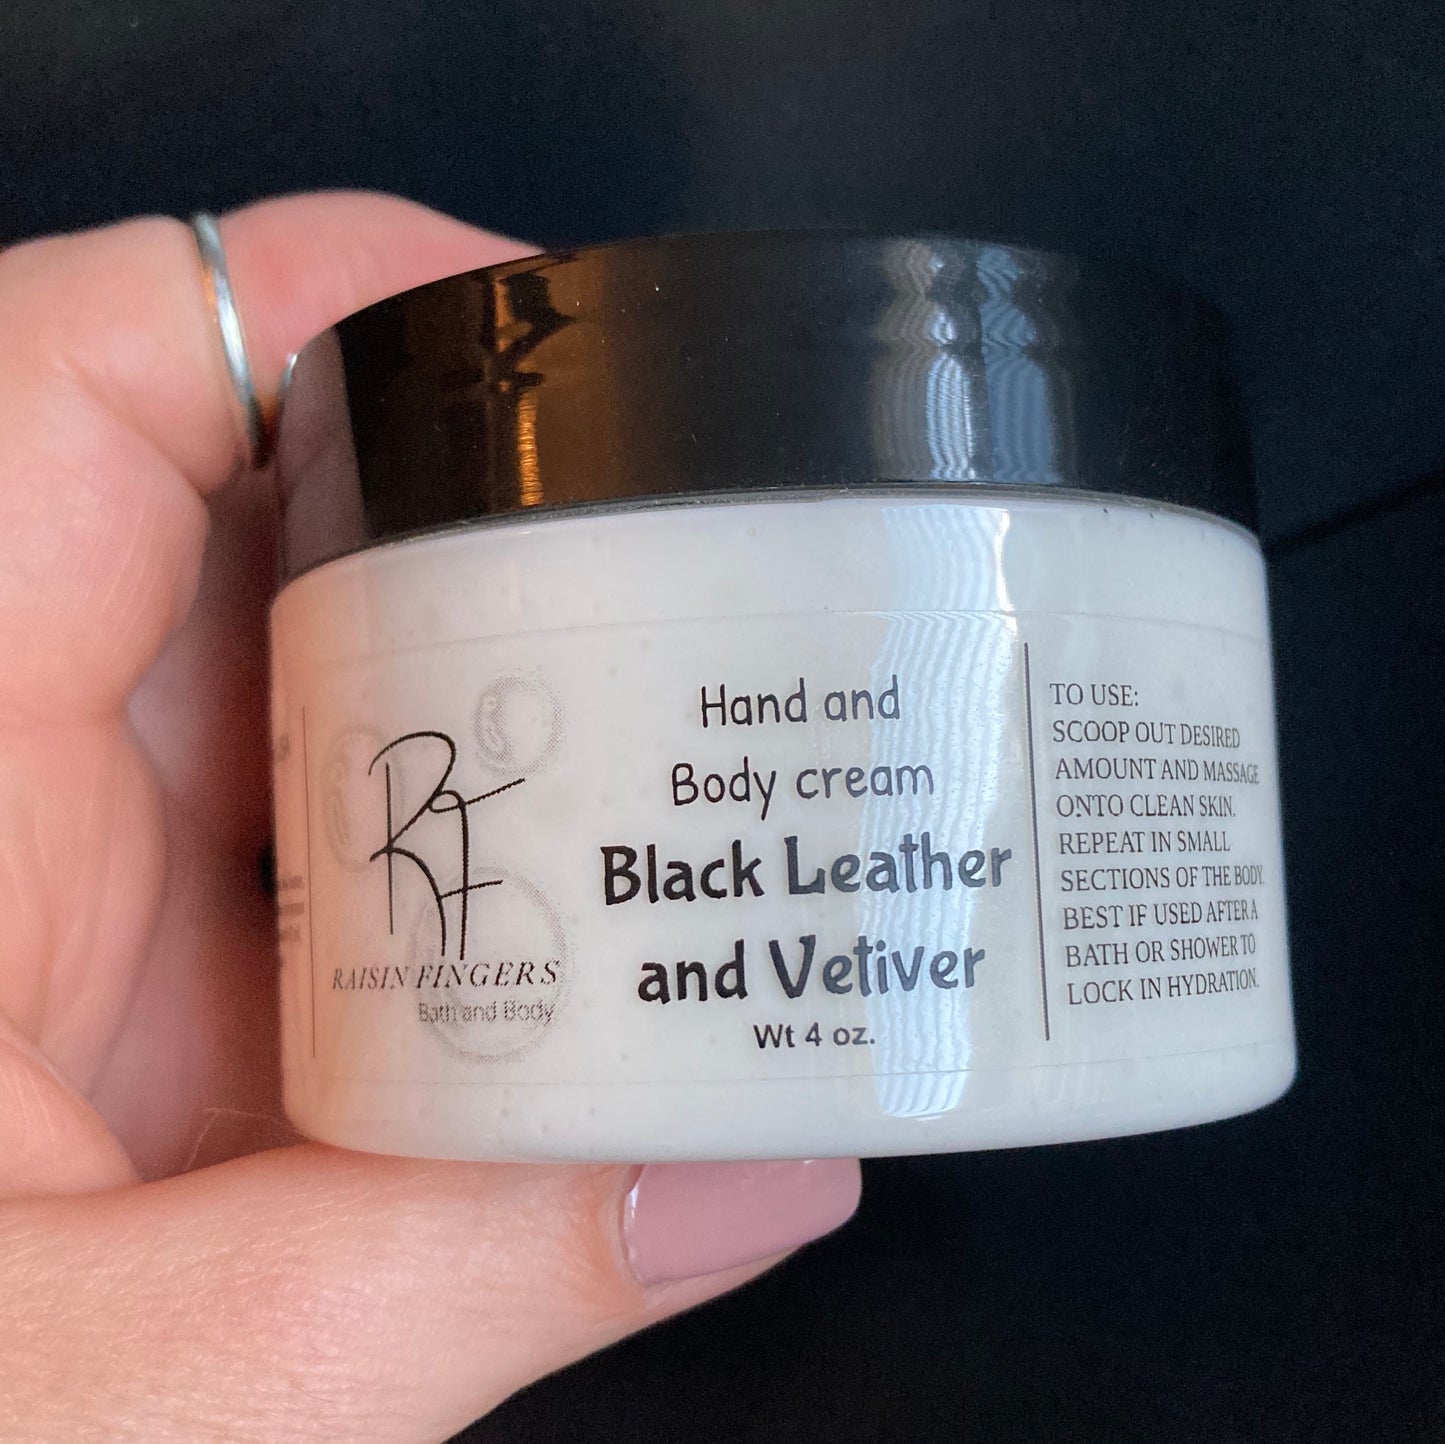 RF
RAISIN FINGERS
Bath and Body
Hand and
Body cream
Black Leather
and Vetiver
Wt 4 oz.
TO USE:
SCOOP OUT DESIRED
AMOUNT AND MASSAGE
ONTO CLEAN SKIN.
REPEAT IN SMALL
SECTIONS OF THE BODY.
BEST IF USED AFTER A
BATH OR SHOWER TO
LOCK IN HYDRATION.